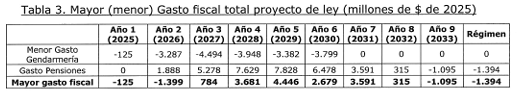 Tabla 3. Mayor (menor) Gasto fiscal total proyecto de ley (millones de $ de 2025)
Año 1 (2025) Año 2 (2026) Año 3 (2027) Año 4 (2028) Año 5 (2029) Año 6 (2030) Año 7 (2031) Año 8 (2032) Año 9 (2033) Régimen
Menor Gasto Gendarmería -125 -3.287 -4.494 -3.948 -3.382 -3.799 0 0 0 0
Gasto Pensiones 0 1.888 5.278 7.629 7.828 6.478 3.591 315 -1.095 -1.394
Mayor gasto fiscal -125 -1.399 784 3.681 4.446 2.679 3.591 315 -1.095 -1.394